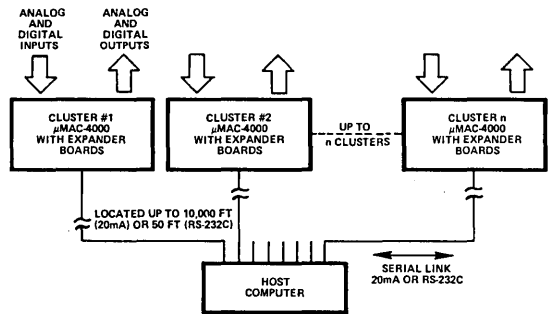 ANALOG
AND
DIGITAL
INPUTS
ANALOG
AND
DIGITAL
OUTPUTS
CLUSTER #1
µMAC-4000
WITH EXPANDER
BOARDS
CLUSTER #2
µMAC-4000
WITH EXPANDER
BOARDS
UP TO
n CLUSTERS
CLUSTER n
µMAC-4000
WITH EXPANDER
BOARDS
LOCATED UP TO 10,000 FT
(20mA) OR 50 FT (RS-232C)
HOST
COMPUTER
SERIAL LINK
20mA OR RS-232C